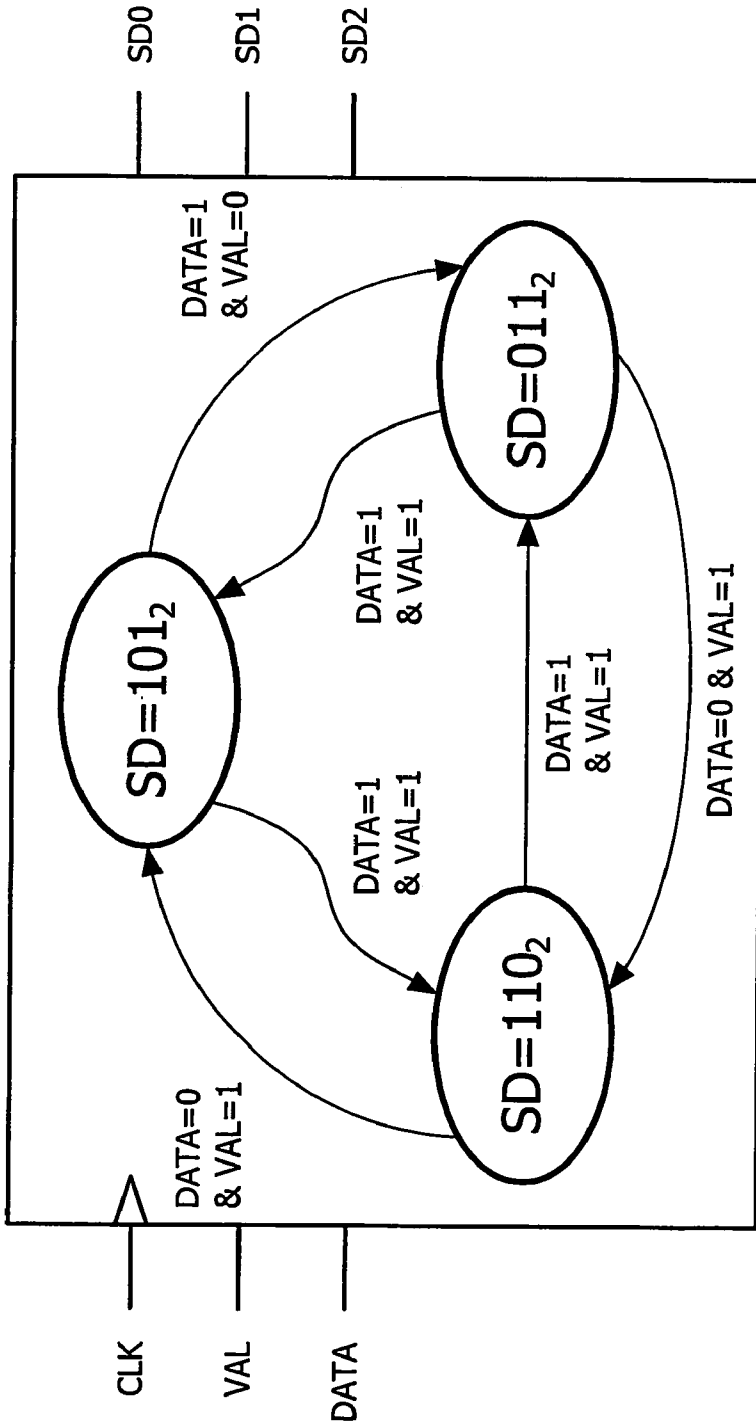 CLK
VAL
DATA
SD0
SD1
SD2
SD=101₂
SD=110₂
SD=011₂
DATA=0
& VAL=1
DATA=1
& VAL=0
DATA=1
& VAL=1
DATA=1
& VAL=1
DATA=1
& VAL=1
DATA=0 & VAL=1